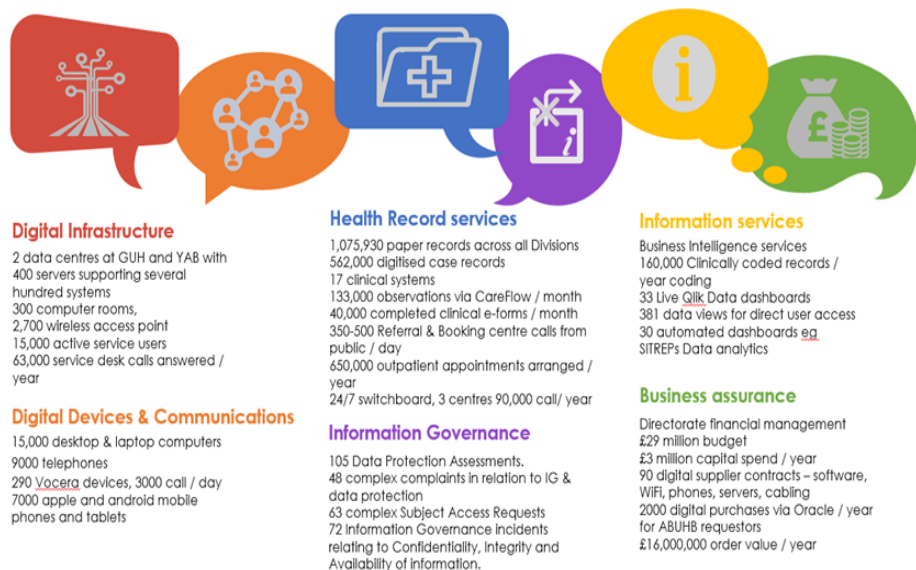 Digital Infrastructure
2 data centres at GUH and YAB with
400 servers supporting several
hundred systems
300 computer rooms,
2,700 wireless access point
15,000 active service users
63,000 service desk calls answered /
year
Digital Devices & Communications
15,000 desktop & laptop computers
9000 telephones
290 Vocera devices, 3000 call / day
7000 apple and android mobile
phones and tablets
Health Record services
1,075,930 paper records across all Divisions
562,000 digitised case records
17 clinical systems
133,000 observations via CareFlow / month
40,000 completed clinical e-forms / month
350-500 Referral & Booking centre calls from
public / day
650,000 outpatient appointments arranged /
year
24/7 switchboard, 3 centres 90,000 call/ year
Information Governance
105 Data Protection Assessments.
48 complex complaints in relation to IG &
data protection
63 complex Subject Access Requests
72 Information Governance incidents
relating to Confidentiality, Integrity and
Availability of information.
Information services
Business Intelligence services
160,000 Clinically coded records /
year coding
33 Live Qlik Data dashboards
381 data views for direct user access
30 automated dashboards eg
SITREPs Data analytics
Business assurance
Directorate financial management
£29 million budget
£3 million capital spend / year
90 digital supplier contracts – software,
WiFi, phones, servers, cabling
2000 digital purchases via Oracle / year
for ABUHB requestors
£16,000,000 order value / year